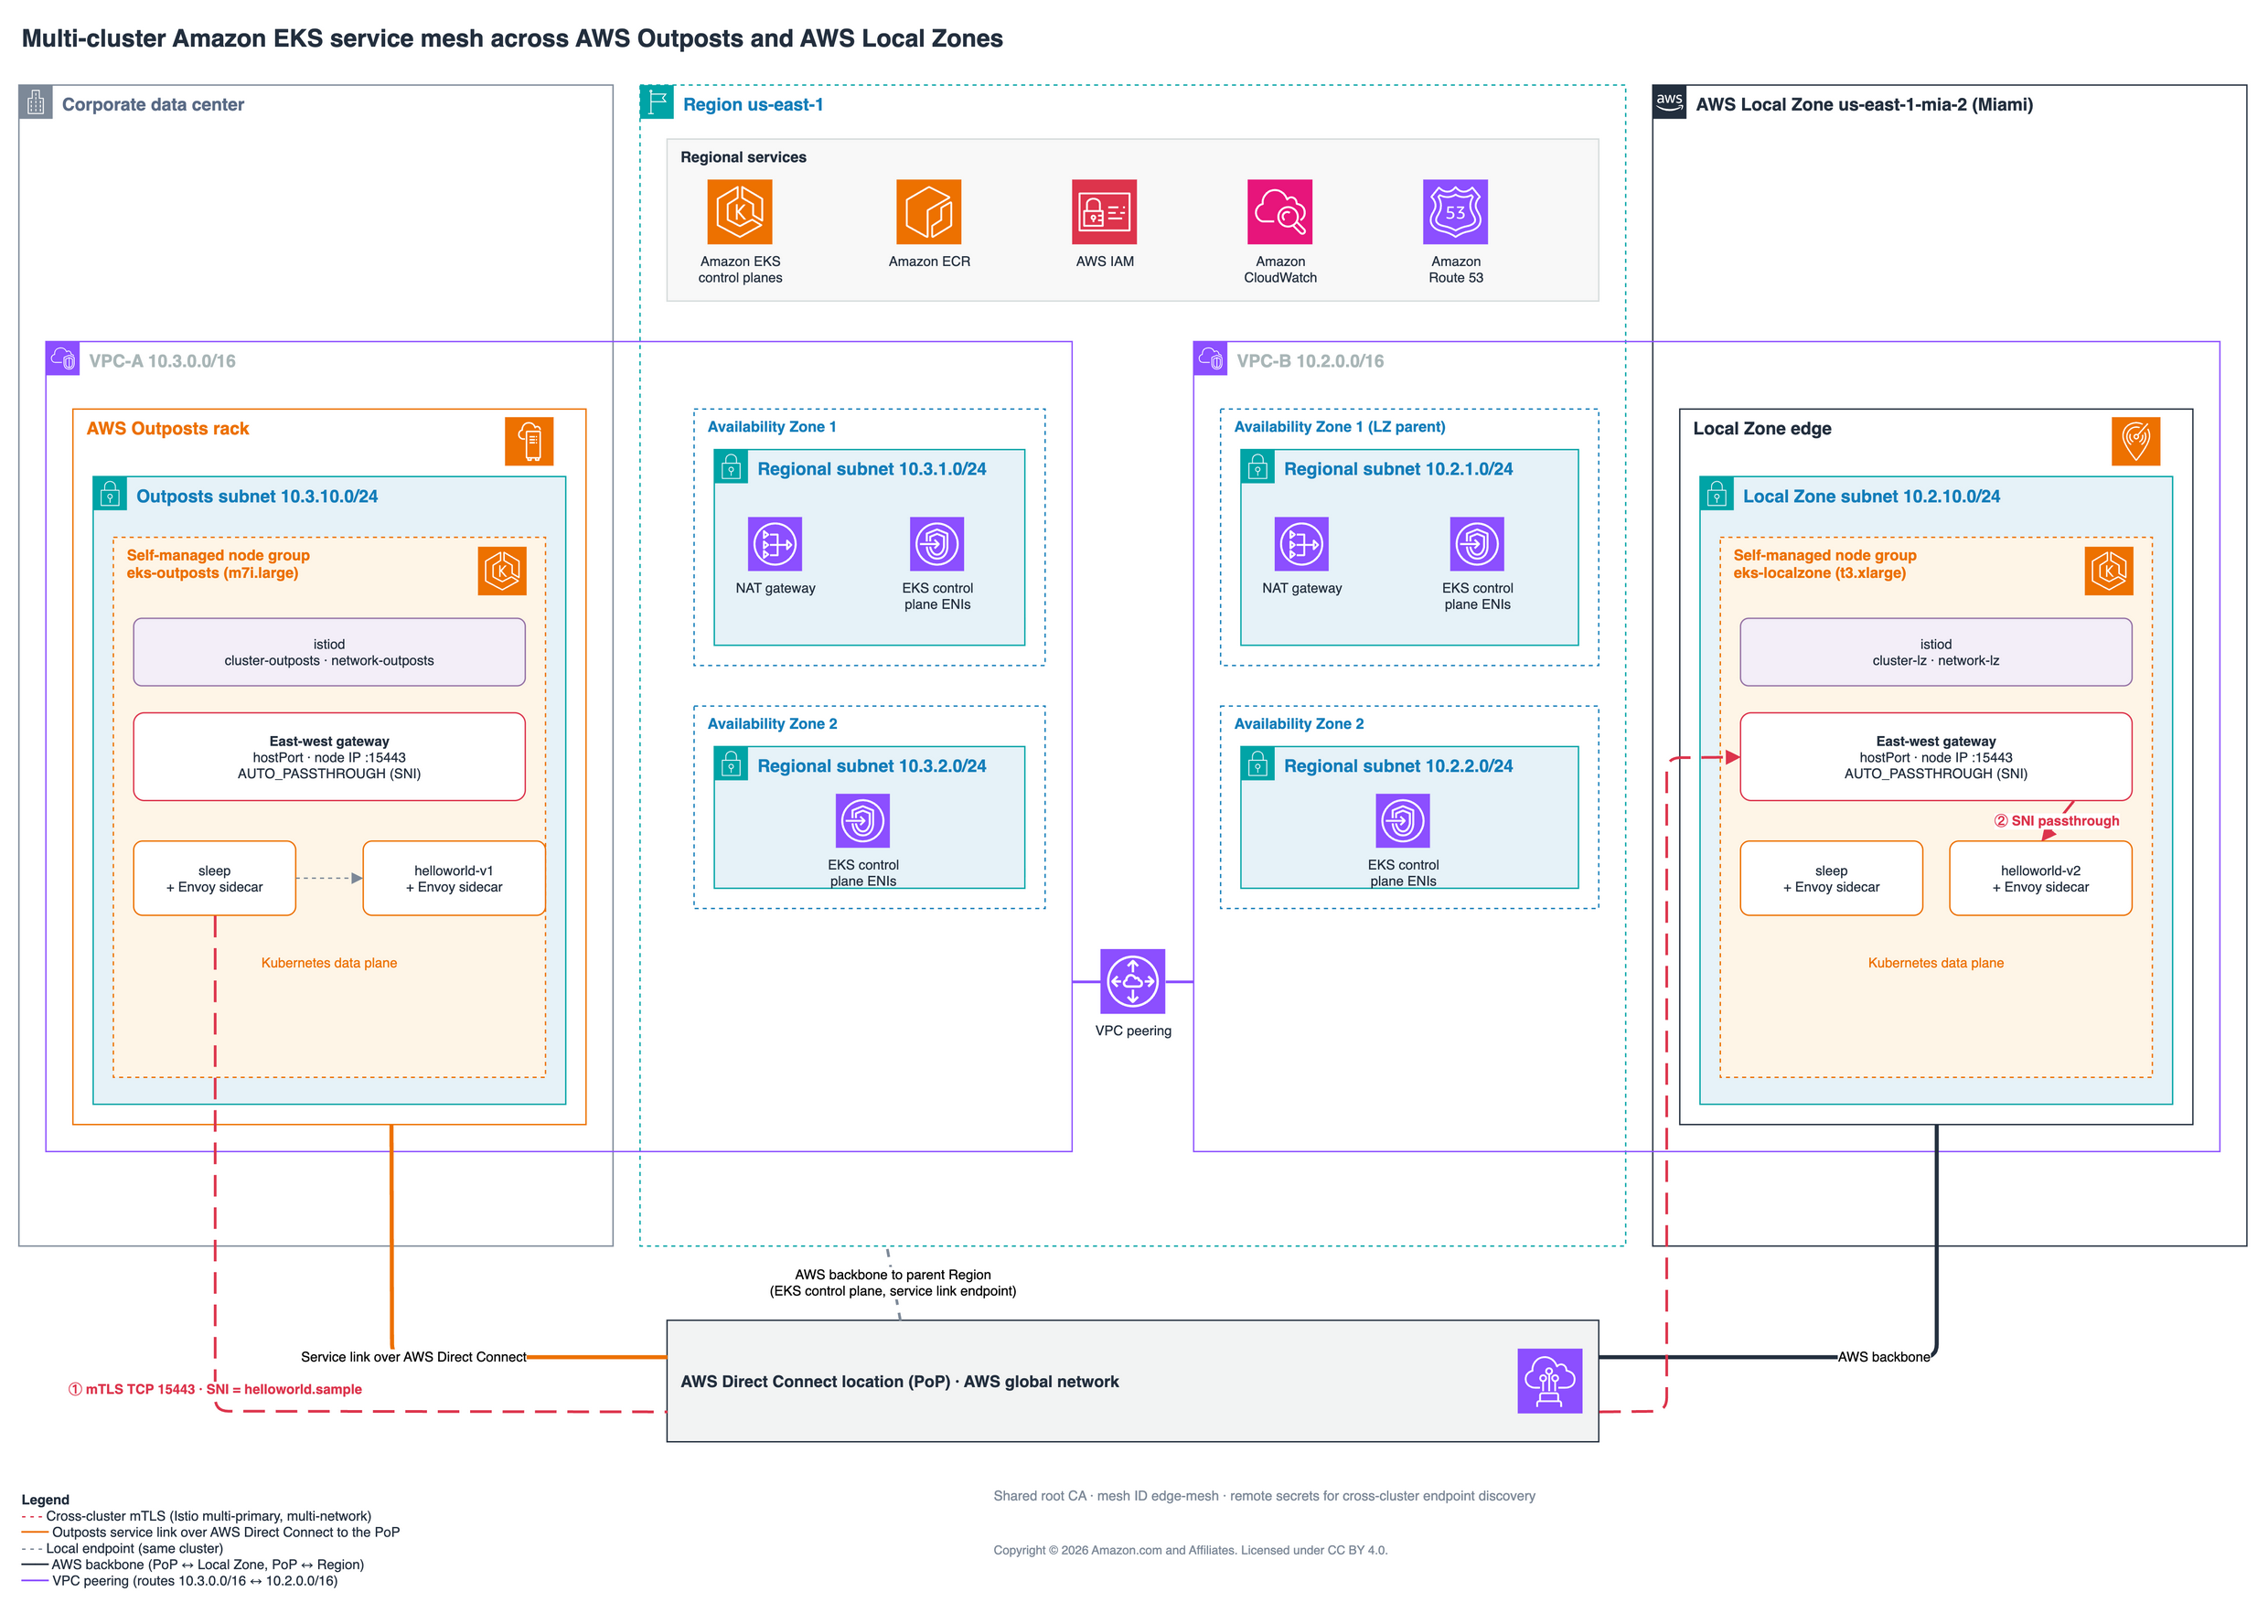 Multi-cluster Amazon EKS service mesh across AWS Outposts and AWS Local Zones
Corporate data center
Region us-east-1
aws
AWS Local Zone us-east-1-mia-2 (Miami)
Regional services
Amazon EKS
control planes
Amazon ECR
AWS IAM
Amazon
CloudWatch
53
Amazon
Route 53
VPC-A 10.3.0.0/16
AWS Outposts rack
Outposts subnet 10.3.10.0/24
Self-managed node group
eks-outposts (m7i.large)
K
istiod
cluster-outposts · network-outposts
East-west gateway
hostPort · node IP :15443
AUTO_PASSTHROUGH (SNI)
sleep
+ Envoy sidecar
helloworld-v1
+ Envoy sidecar
Kubernetes data plane
Availability Zone 1
Regional subnet 10.3.1.0/24
NAT gateway
EKS control
plane ENIs
Availability Zone 2
Regional subnet 10.3.2.0/24
EKS control
plane ENIs
VPC peering
VPC-B 10.2.0.0/16
Availability Zone 1 (LZ parent)
Regional subnet 10.2.1.0/24
NAT gateway
EKS control
plane ENIs
Availability Zone 2
Regional subnet 10.2.2.0/24
EKS control
plane ENIs
Local Zone edge
Local Zone subnet 10.2.10.0/24
Self-managed node group
eks-localzone (t3.xlarge)
K
istiod
cluster-lz · network-lz
East-west gateway
hostPort · node IP :15443
AUTO_PASSTHROUGH (SNI)
② SNI passthrough
sleep
+ Envoy sidecar
helloworld-v2
+ Envoy sidecar
Kubernetes data plane
AWS backbone to parent Region
(EKS control plane, service link endpoint)
Service link over AWS Direct Connect
AWS backbone
① mTLS TCP 15443 · SNI = helloworld.sample
AWS Direct Connect location (PoP) · AWS global network
Legend
Cross-cluster mTLS (Istio multi-primary, multi-network)
Outposts service link over AWS Direct Connect to the PoP
Local endpoint (same cluster)
AWS backbone (PoP ↔ Local Zone, PoP ↔ Region)
VPC peering (routes 10.3.0.0/16 ↔ 10.2.0.0/16)
Shared root CA · mesh ID edge-mesh · remote secrets for cross-cluster endpoint discovery
Copyright © 2026 Amazon.com and Affiliates. Licensed under CC BY 4.0.